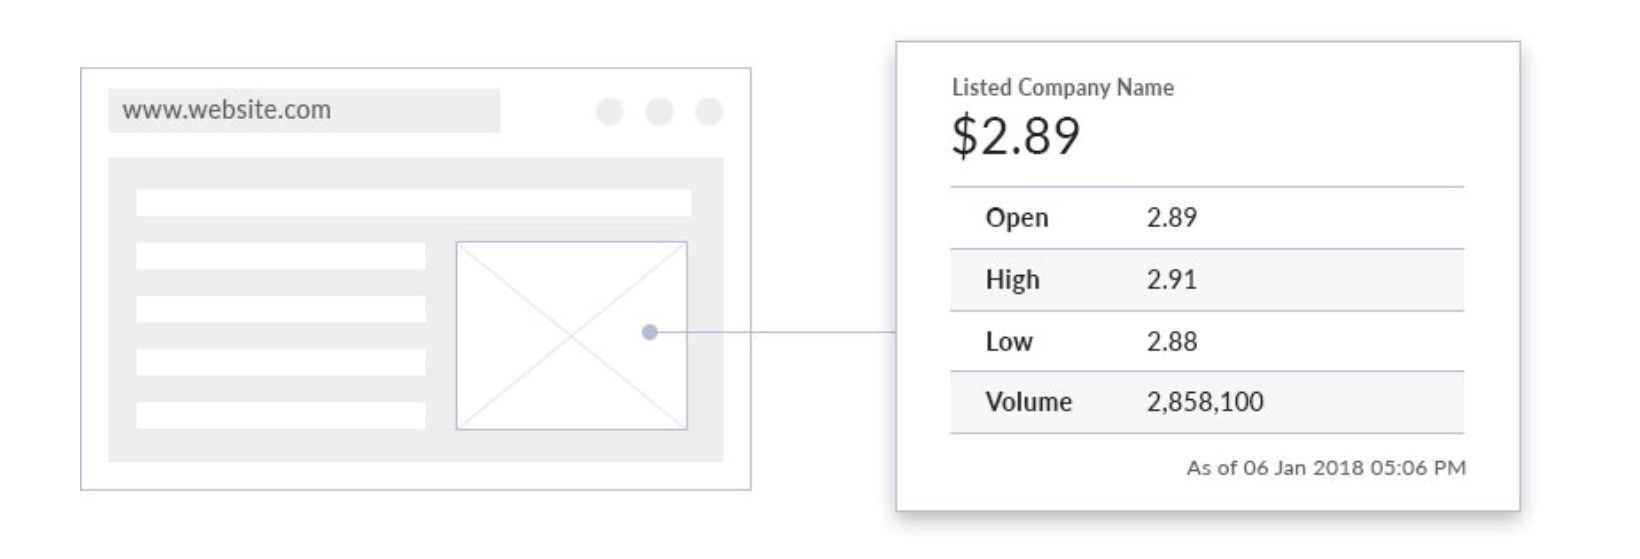 www.website.com
Listed Company Name
$2.89
Open 2.89
High 2.91
Low 2.88
Volume 2,858,100
As of 06 Jan 2018 05:06 PM